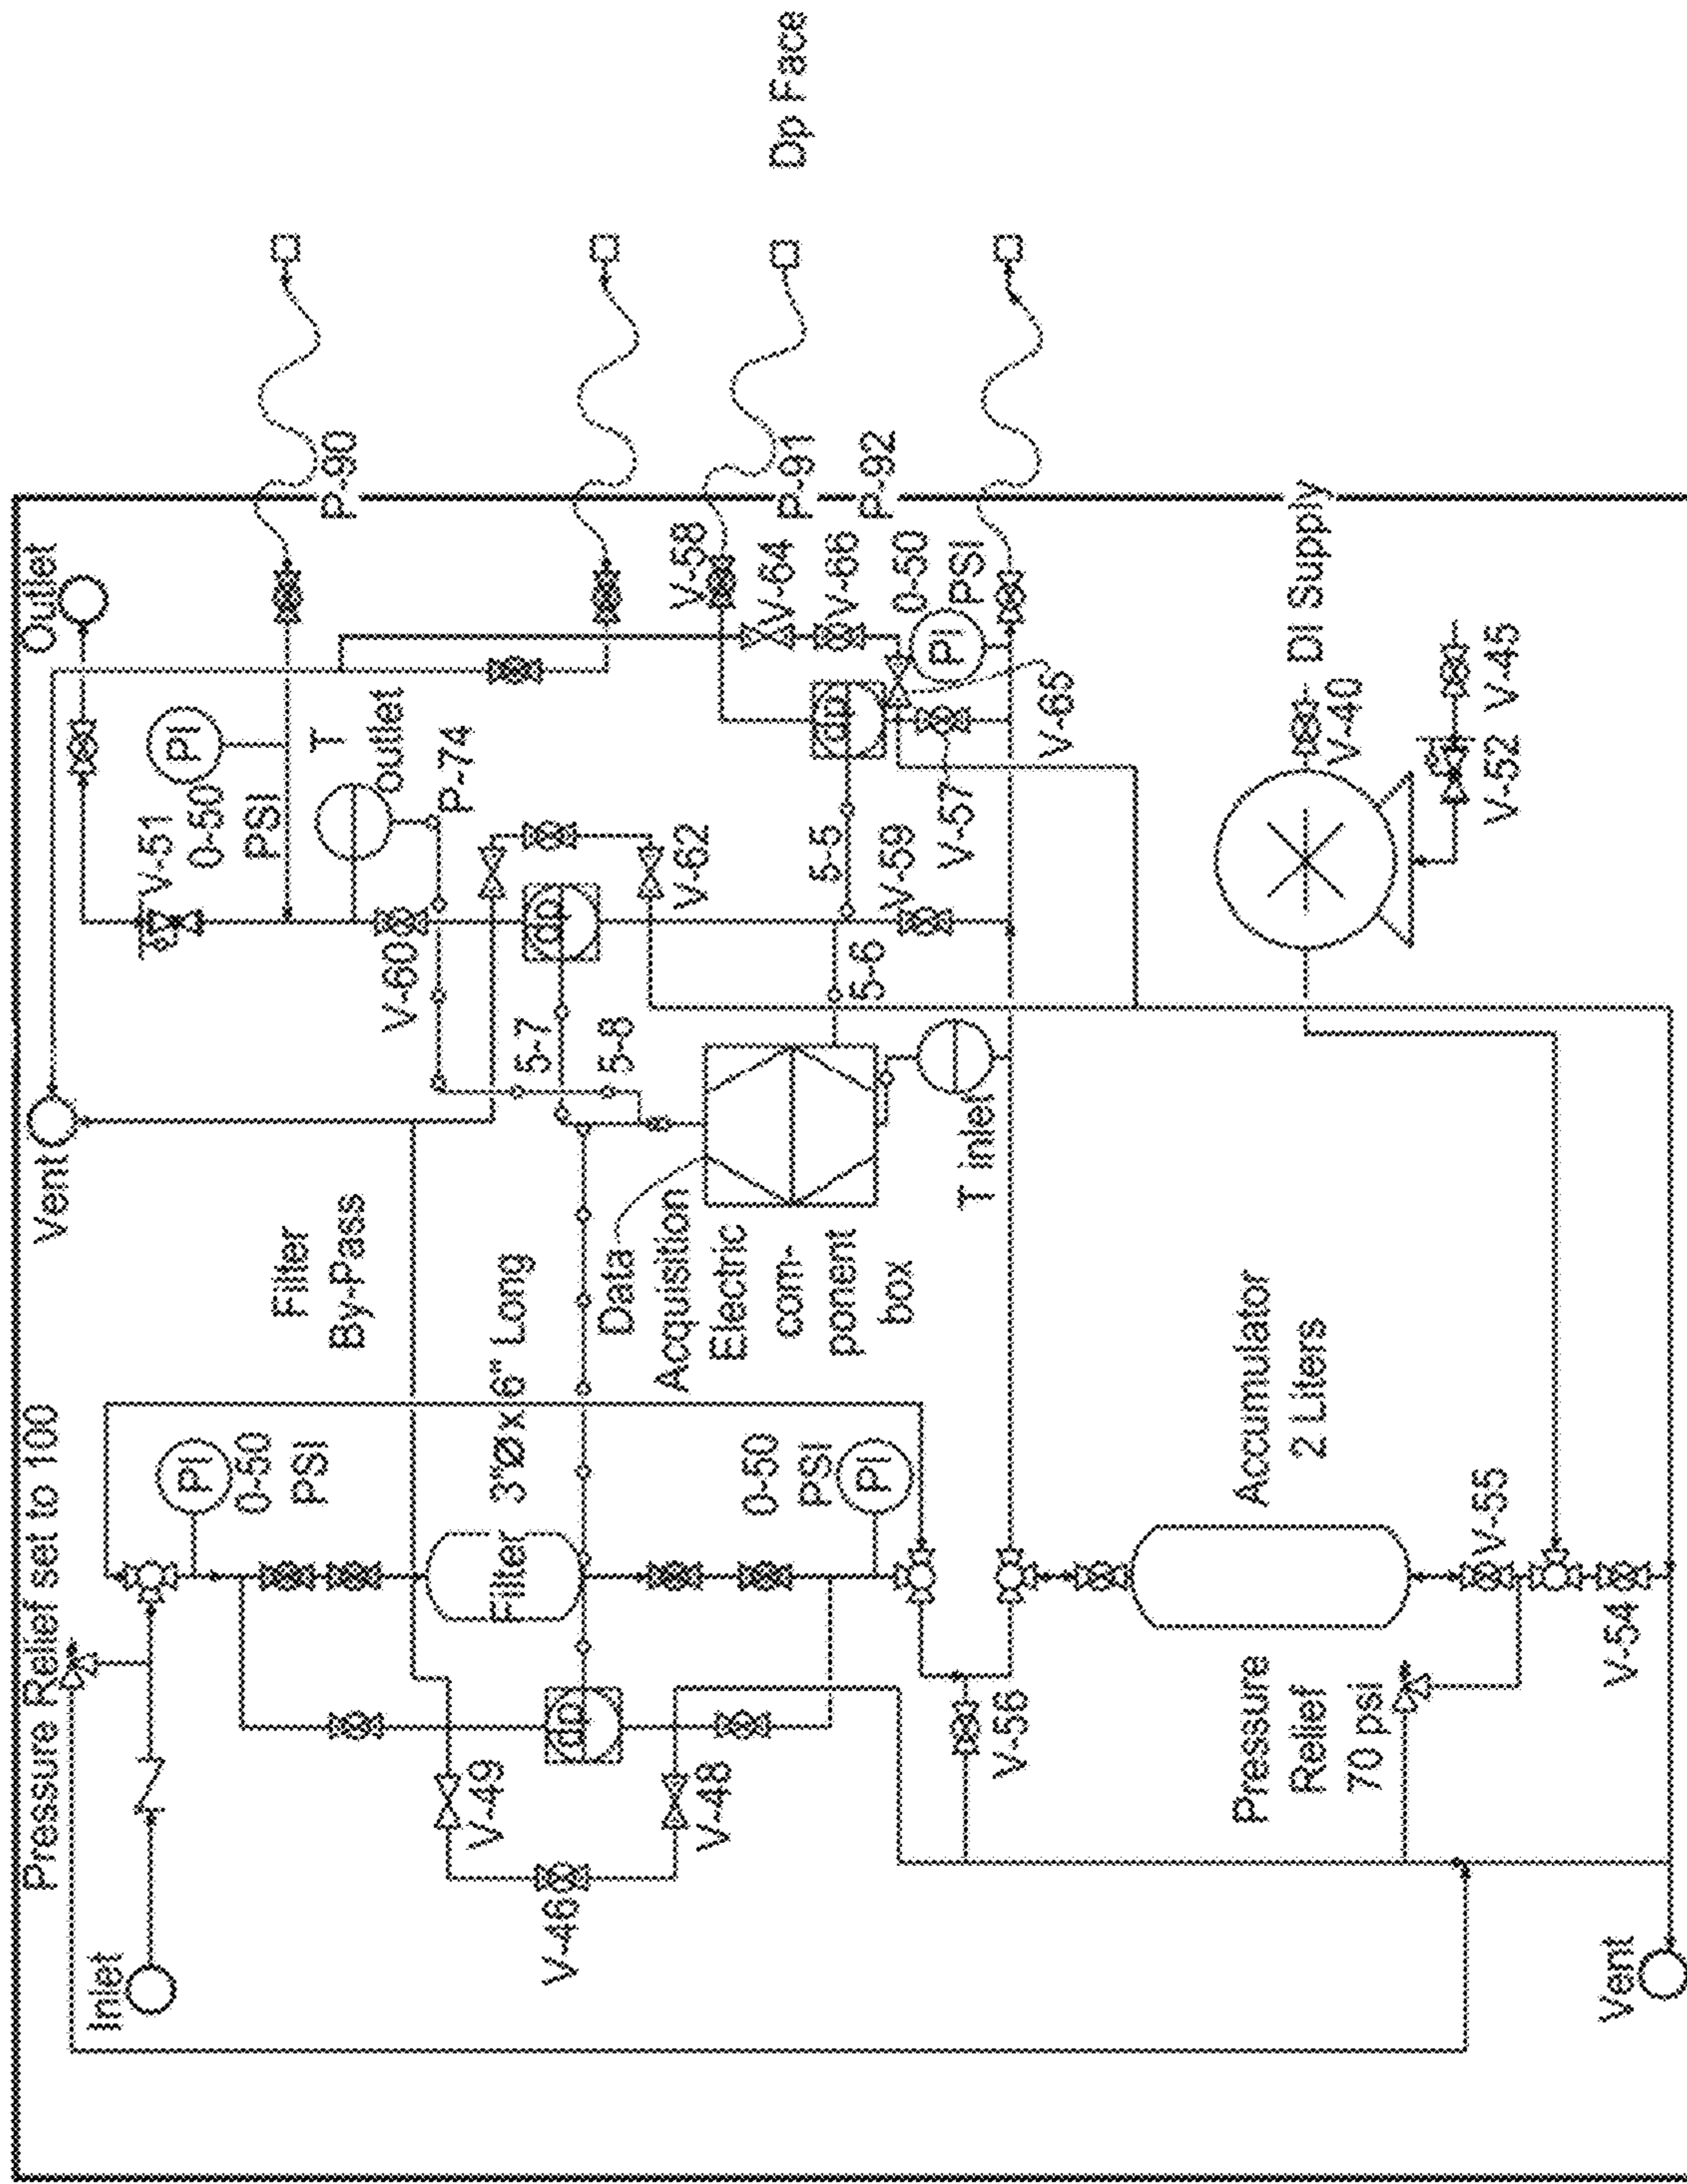 Pressure Relief set to 100
Inlet
Vent
Outlet
PI
0-50
PSI
Filter
By-Pass
Filter
3"Øx6" Long
dp
V-49
V-46
V-48
0-50
PSI
PI
V-51
PI
0-50
PSI
T
outlet
P-74
V-60
dp
V-62
5-7
5-8
Data
Acquisition
Electric
com-
ponent
box
5-6
5-5
T inlet
V-59
V-57
dp
V-58
V-64
V-66
0-50
PSI
PI
V-65
P-90
P-91
P-92
Dp Face
V-56
Accumulator
2 Liters
Pressure
Relief
70 psi
V-55
V-54
Vent
DI Supply
V-40
V-52
V-45